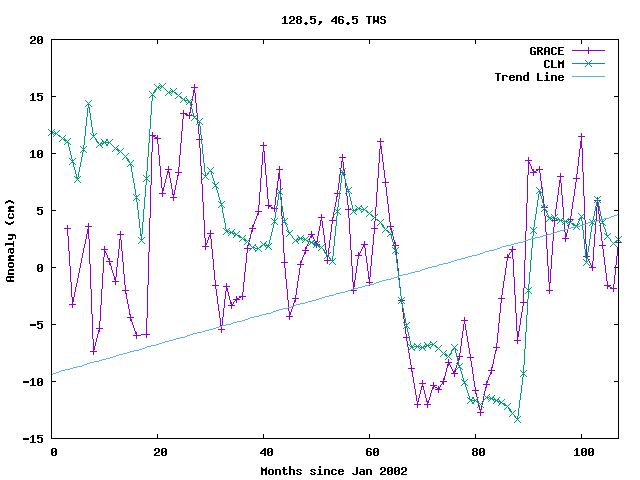 128.5, 46.5 TWS
GRACE
CLM
Trend Line
20
15
10
5
0
-5
-10
-15
Anomaly (cm)
0 20 40 60 80 100
Months since Jan 2002